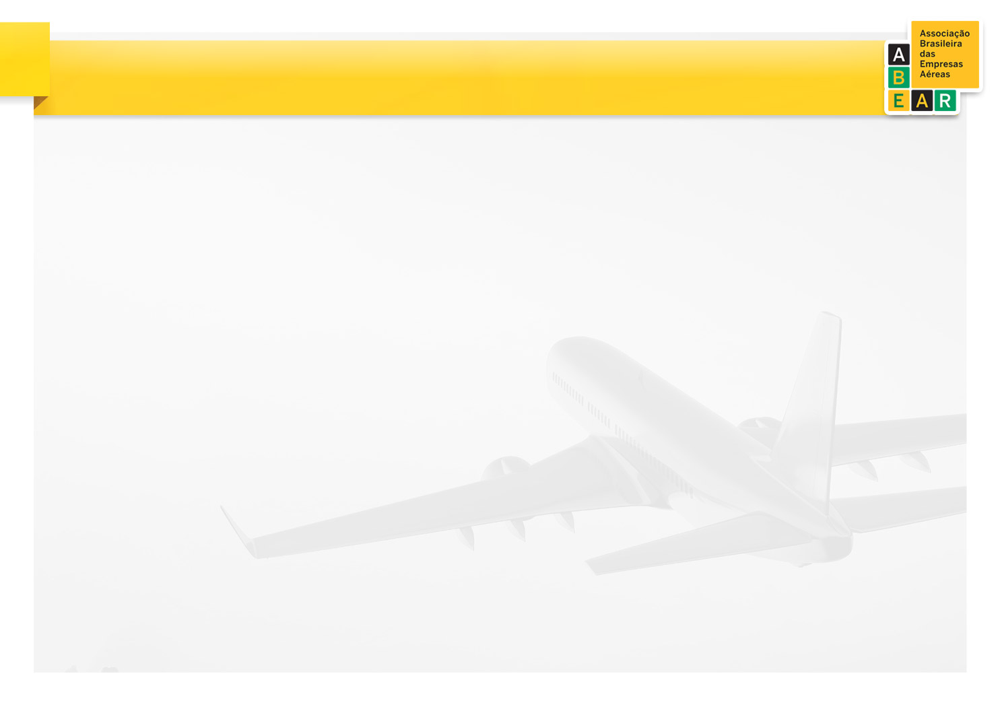 Associação
Brasileira
das
Empresas
Aéreas
A
B
E A R